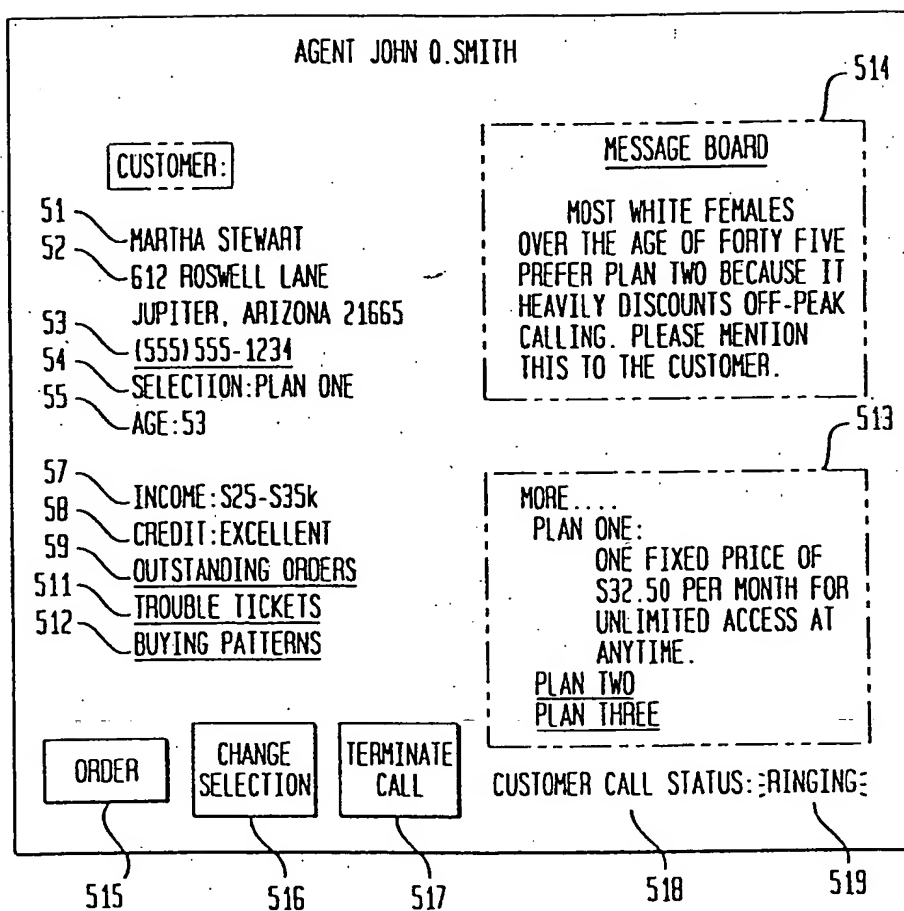 AGENT JOHN Q.SMITH
514
CUSTOMER:
51
MARTHA STEWART
52
612 ROSWELL LANE
JUPITER, ARIZONA 21665
53
(555)555-1234
54
SELECTION:PLAN ONE
55
AGE:53
57
INCOME:S25-S35k
58
CREDIT:EXCELLENT
59
OUTSTANDING ORDERS
511
TROUBLE TICKETS
512
BUYING PATTERNS
MESSAGE BOARD
MOST WHITE FEMALES
OVER THE AGE OF FORTY FIVE
PREFER PLAN TWO BECAUSE IT
HEAVILY DISCOUNTS OFF-PEAK
CALLING. PLEASE MENTION
THIS TO THE CUSTOMER.
513
MORE....
PLAN ONE:
ONE FIXED PRICE OF
S32.50 PER MONTH FOR
UNLIMITED ACCESS AT
ANYTIME.
PLAN TWO
PLAN THREE
ORDER
CHANGE
SELECTION
TERMINATE
CALL
CUSTOMER CALL STATUS: RINGING
515
516
517
518
519